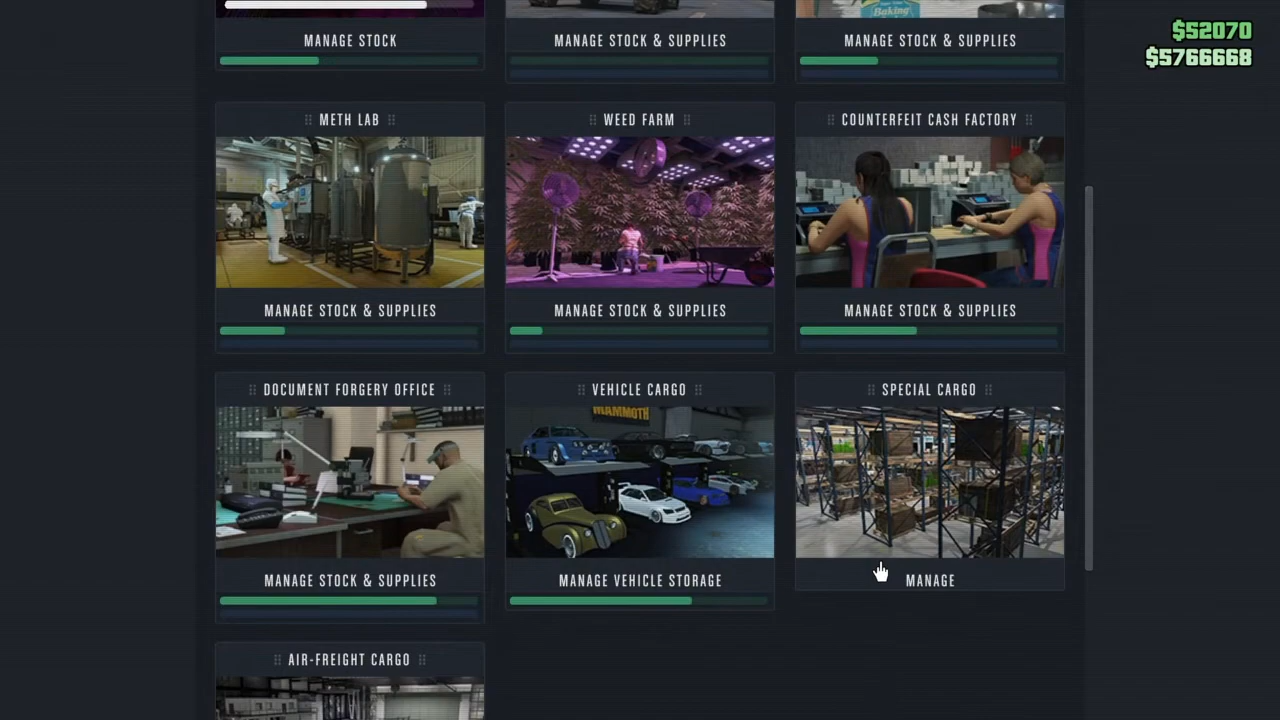 $52070
$5766668
Baking
MANAGE STOCK
MANAGE STOCK & SUPPLIES
MANAGE STOCK & SUPPLIES
METH LAB
WEED FARM
COUNTERFEIT CASH FACTORY
MANAGE STOCK & SUPPLIES
MANAGE STOCK & SUPPLIES
MANAGE STOCK & SUPPLIES
DOCUMENT FORGERY OFFICE
VEHICLE CARGO
SPECIAL CARGO
MAMMOTH
MANAGE STOCK & SUPPLIES
MANAGE VEHICLE STORAGE
MANAGE
AIR-FREIGHT CARGO